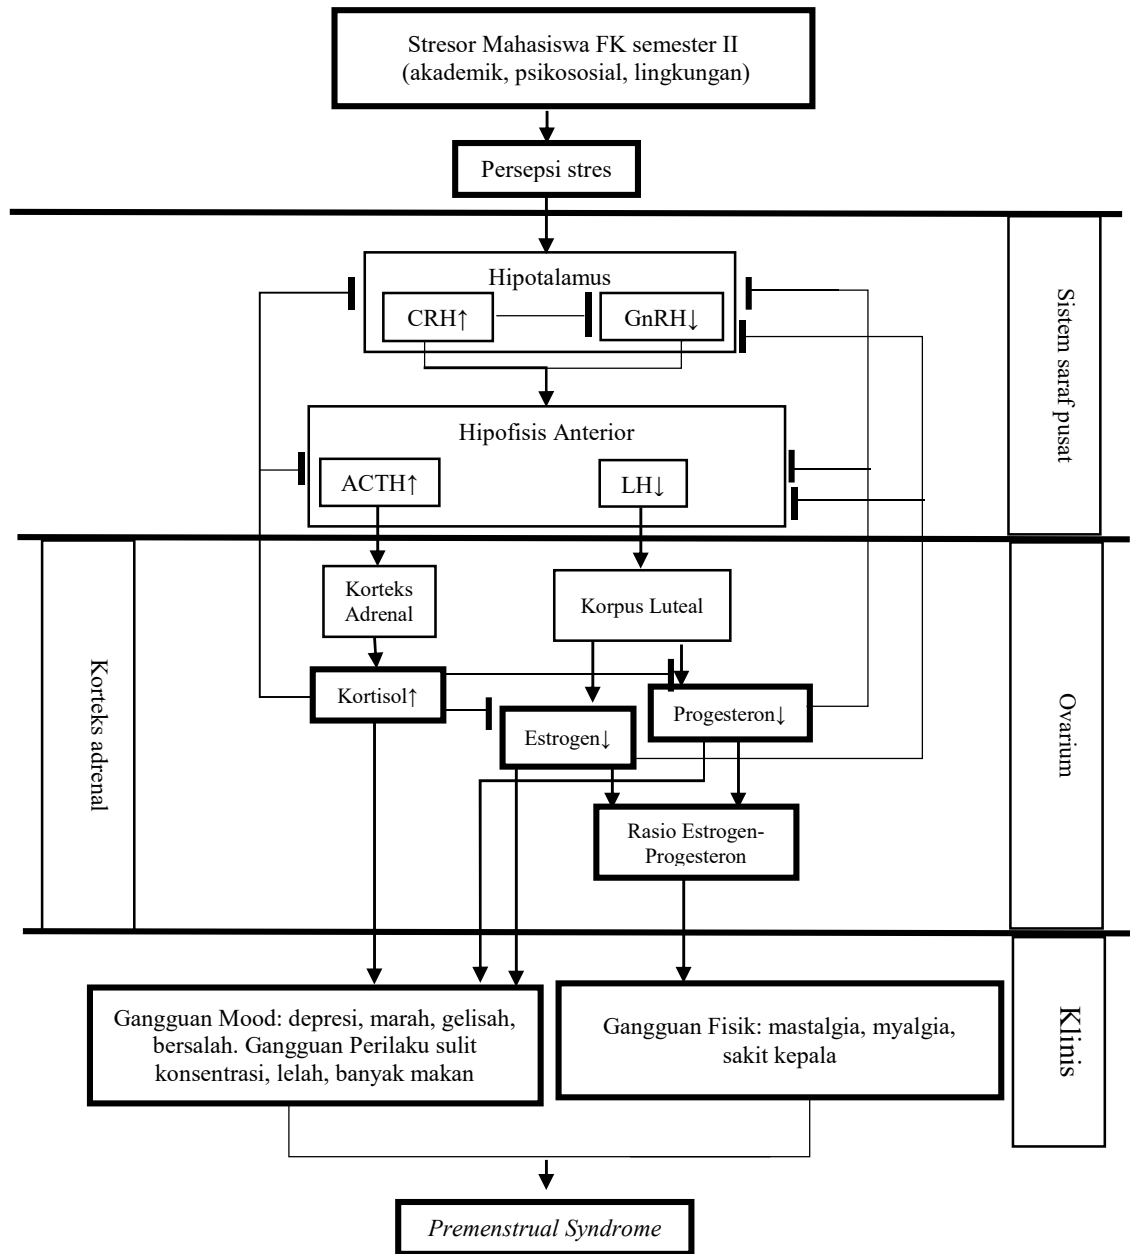 Stresor Mahasiswa FK semester II
(akademik, psikososial, lingkungan)
Persepsi stres
Hipotalamus
CRH↑
GnRH↓
Sistem saraf pusat
Hipofisis Anterior
ACTH↑
LH↓
Korteks
Adrenal
Korpus Luteal
Korteks adrenal
Kortisol↑
Progesteron↓
Estrogen↓
Ovarium
Rasio Estrogen-
Progesteron
Gangguan Mood: depresi, marah, gelisah,
bersalah. Gangguan Perilaku sulit
konsentrasi, lelah, banyak makan
Gangguan Fisik: mastalgia, myalgia,
sakit kepala
Klinis
Premenstrual Syndrome